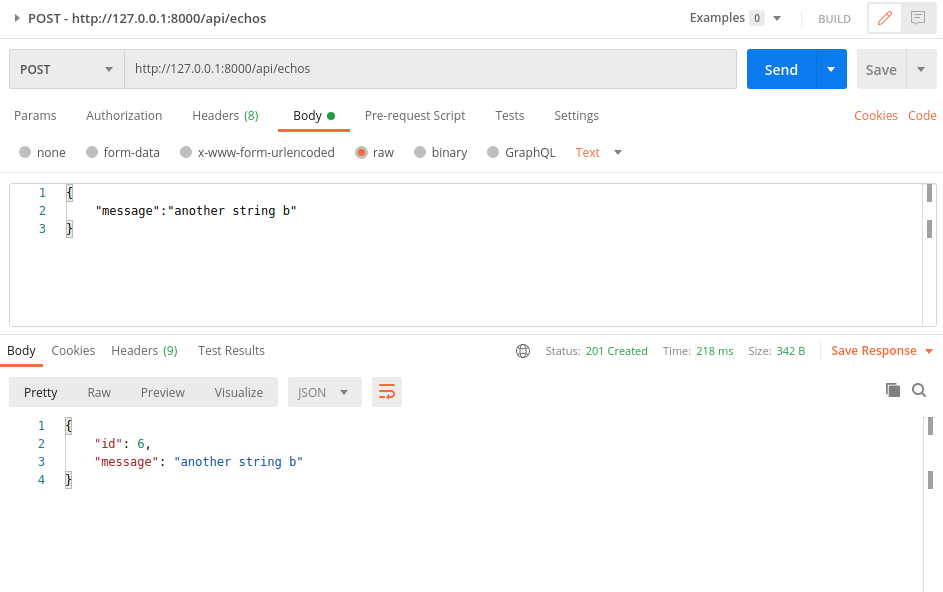 POST - http://127.0.0.1:8000/api/echos Examples 0 BUILD
POST http://127.0.0.1:8000/api/echos Send Save
Params Authorization Headers (8) Body Pre-request Script Tests Settings Cookies Code
none form-data x-www-form-urlencoded raw binary GraphQL Text
1 {
2 "message":"another string b"
3 }
Body Cookies Headers (9) Test Results Status: 201 Created Time: 218 ms Size: 342 B Save Response
Pretty Raw Preview Visualize JSON
1 {
2 "id": 6,
3 "message": "another string b"
4 }